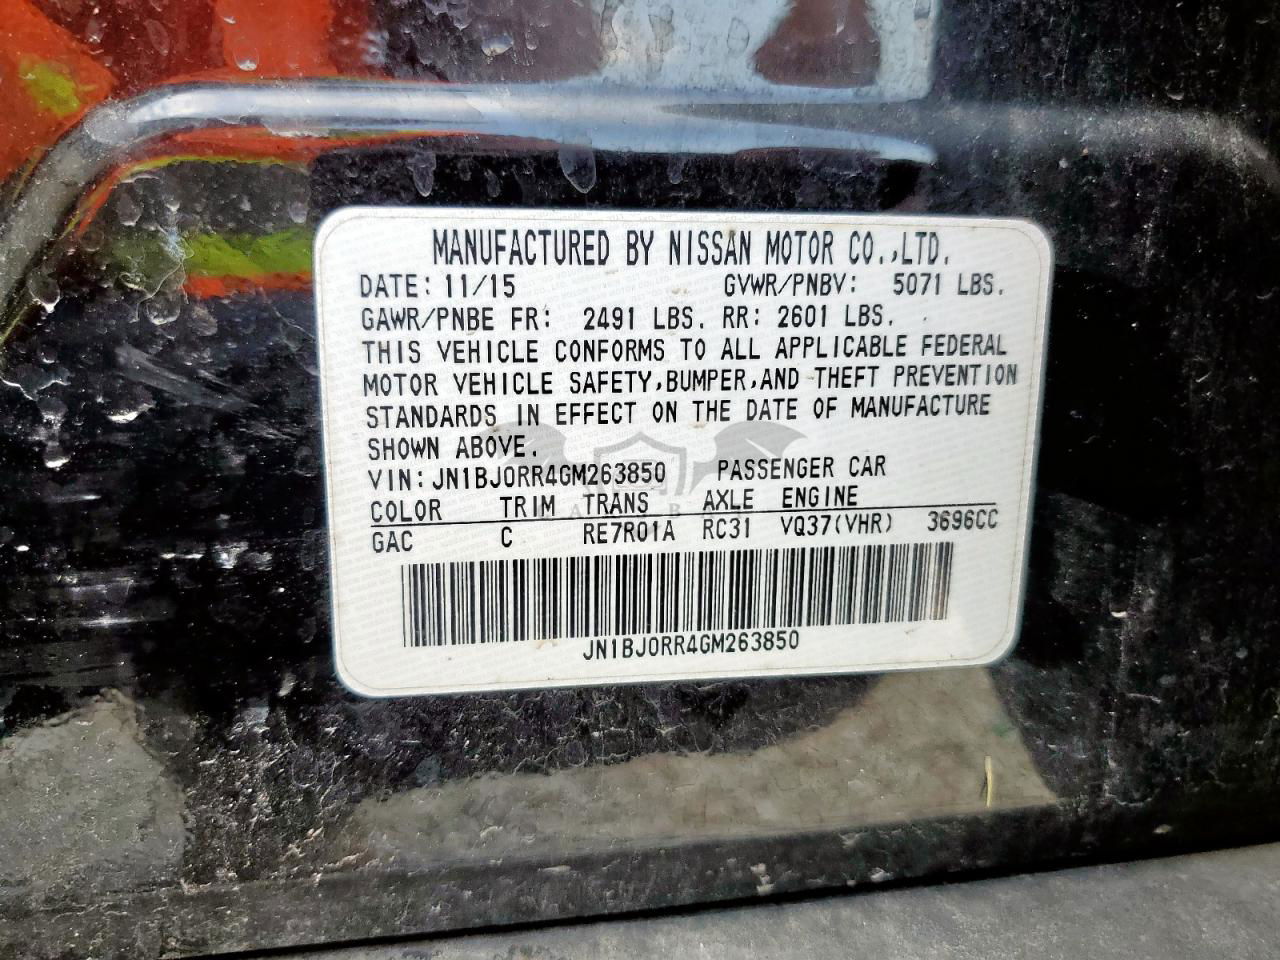 MANUFACTURED BY NISSAN MOTOR CO.,LTD.
DATE: 11/15 GVWR/PNBV: 5071 LBS.
GAWR/PNBE FR: 2491 LBS. RR: 2601 LBS.
THIS VEHICLE CONFORMS TO ALL APPLICABLE FEDERAL
MOTOR VEHICLE SAFETY,BUMPER,AND THEFT PREVENTION
STANDARDS IN EFFECT ON THE DATE OF MANUFACTURE
SHOWN ABOVE.
VIN: JN1BJ0RR4GM263850 PASSENGER CAR
COLOR TRIM TRANS AXLE ENGINE
GAC C RE7R01A RC31 VQ37(VHR) 3696CC
JN1BJ0RR4GM263850